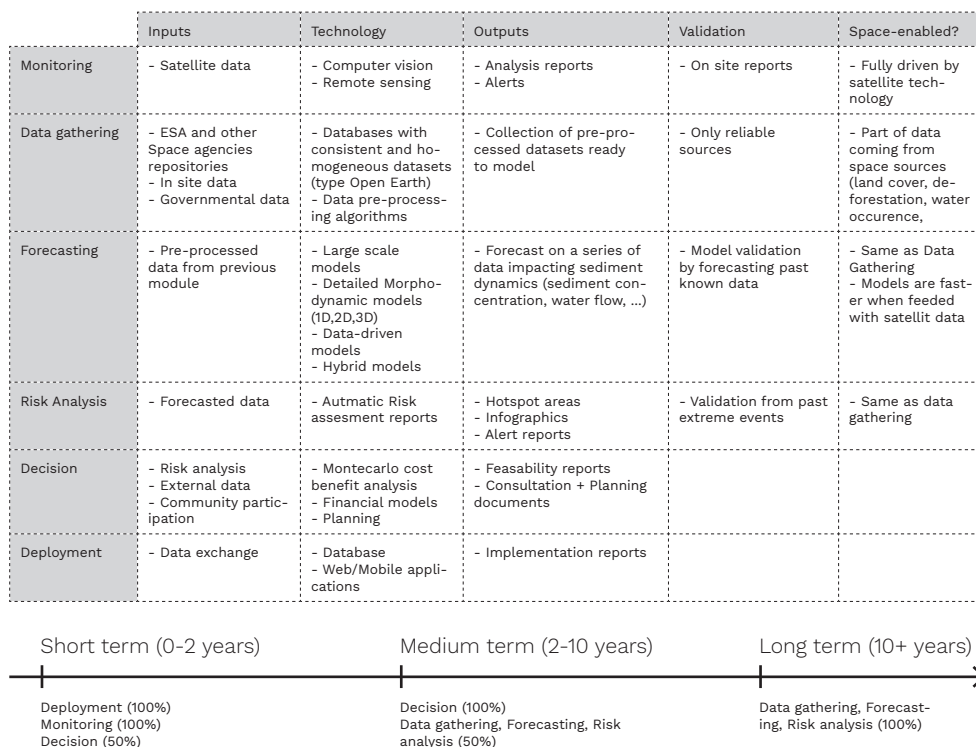 Inputs
Technology
Outputs
Validation
Space-enabled?
Monitoring
- Satellite data
- Computer vision
- Remote sensing
- Analysis reports
- Alerts
- On site reports
- Fully driven by
satellite tech-
nology
Data gathering
- ESA and other
Space agencies
repositories
- In site data
- Governmental data
- Databases with
consistent and ho-
mogeneous datasets
(type Open Earth)
- Data pre-process-
ing algorithms
- Collection of pre-pro-
cessed datasets ready
to model
- Only reliable
sources
- Part of data
coming from
space sources
(land cover, de-
forestation, water
occurence,
Forecasting
- Pre-processed
data from previous
module
- Large scale
models
- Detailed Morpho-
dynamic models
(1D,2D,3D)
- Data-driven
models
- Hybrid models
- Forecast on a series of
data impacting sediment
dynamics (sediment con-
centration, water flow, ...)
- Model validation
by forecasting past
known data
- Same as Data
Gathering
- Models are fast-
er when feeded
with satellit data
Risk Analysis
- Forecasted data
- Autmatic Risk
assesment reports
- Hotspot areas
- Infographics
- Alert reports
- Validation from past
extreme events
- Same as data
gathering
Decision
- Risk analysis
- External data
- Community partic-
ipation
- Montecarlo cost
benefit analysis
- Financial models
- Planning
- Feasability reports
- Consultation + Planning
documents
Deployment
- Data exchange
- Database
- Web/Mobile appli-
cations
- Implementation reports
Short term (0-2 years)
Medium term (2-10 years)
Long term (10+ years)
Deployment (100%)
Monitoring (100%)
Decision (50%)
Decision (100%)
Data gathering, Forecasting, Risk
analysis (50%)
Data gathering, Forecast-
ing, Risk analysis (100%)